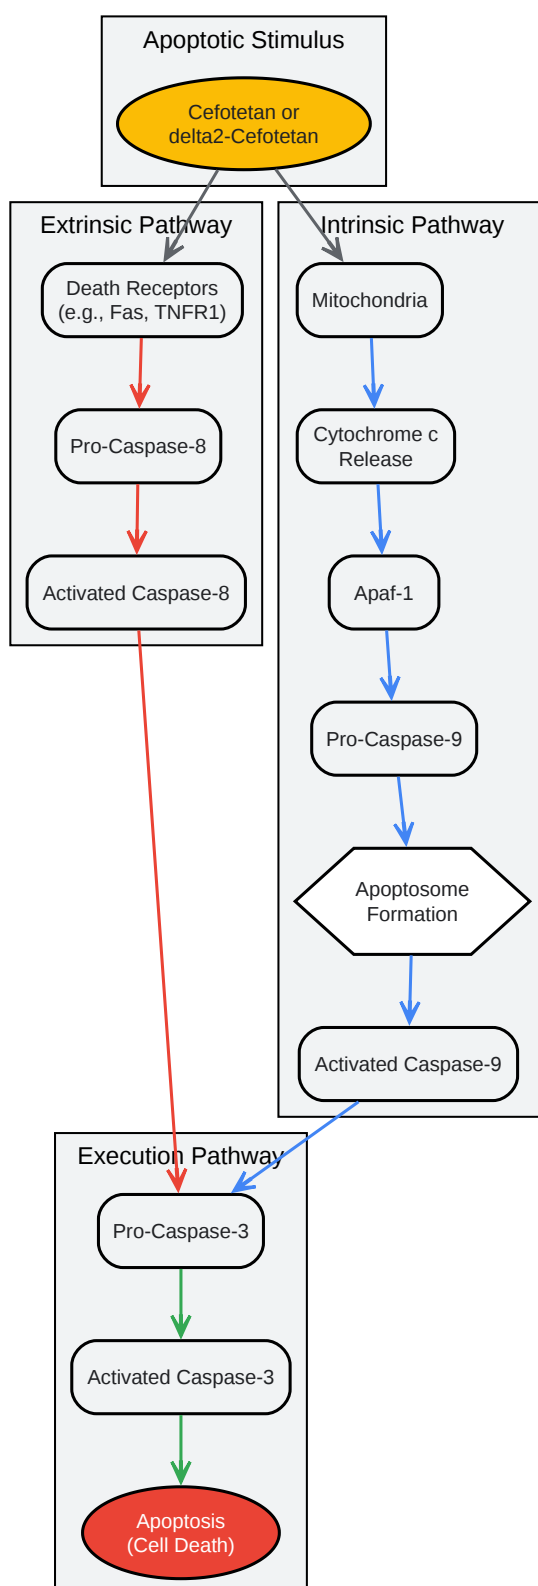 Apoptotic Stimulus
Cefotetan or
delta2-Cefotetan
Extrinsic Pathway
Death Receptors
(e.g., Fas, TNFR1)
Pro-Caspase-8
Activated Caspase-8
Intrinsic Pathway
Mitochondria
Cytochrome c
Release
Apaf-1
Pro-Caspase-9
Apoptosome
Formation
Activated Caspase-9
Execution Pathway
Pro-Caspase-3
Activated Caspase-3
Apoptosis
(Cell Death)